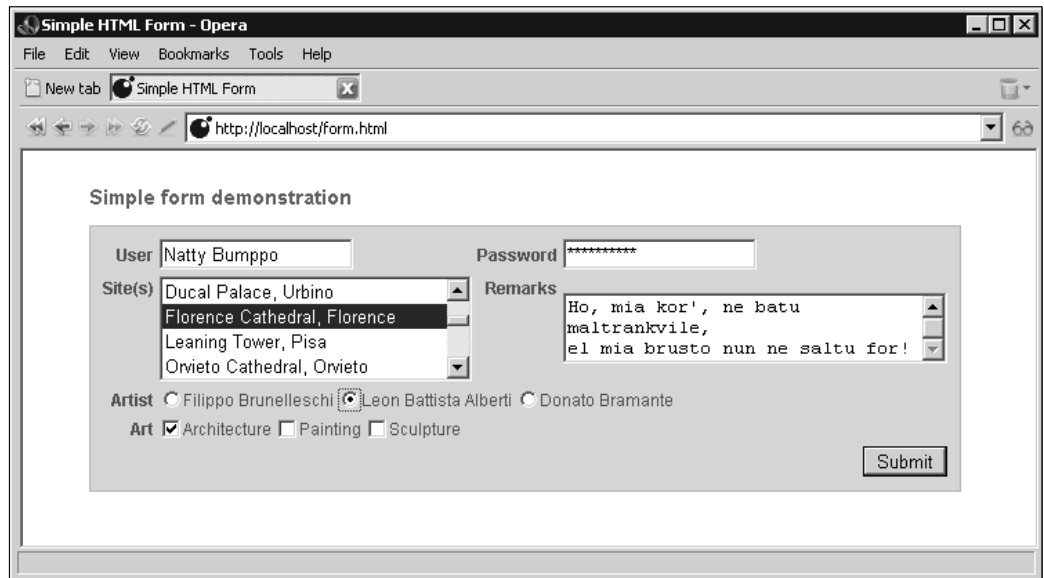 Simple HTML Form - Opera
File Edit View Bookmarks Tools Help
New tab Simple HTML Form
http://localhost/form.html
Simple form demonstration
User Natty Bumppo Password **********
Site(s) Ducal Palace, Urbino
Florence Cathedral, Florence
Leaning Tower, Pisa
Orvieto Cathedral, Orvieto
Remarks Ho, mia kor', ne batu
maltrankvile,
el mia brusto nun ne saltu for!
Artist Filippo Brunelleschi Leon Battista Alberti Donato Bramante
Art Architecture Painting Sculpture
Submit